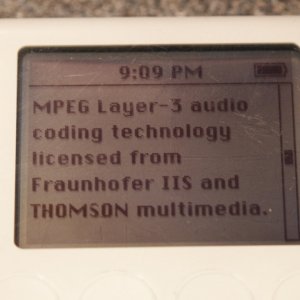 9:09 PM
MPEG Layer-3 audio
coding technology
licensed from
Fraunhofer IIS and
THOMSON multimedia.